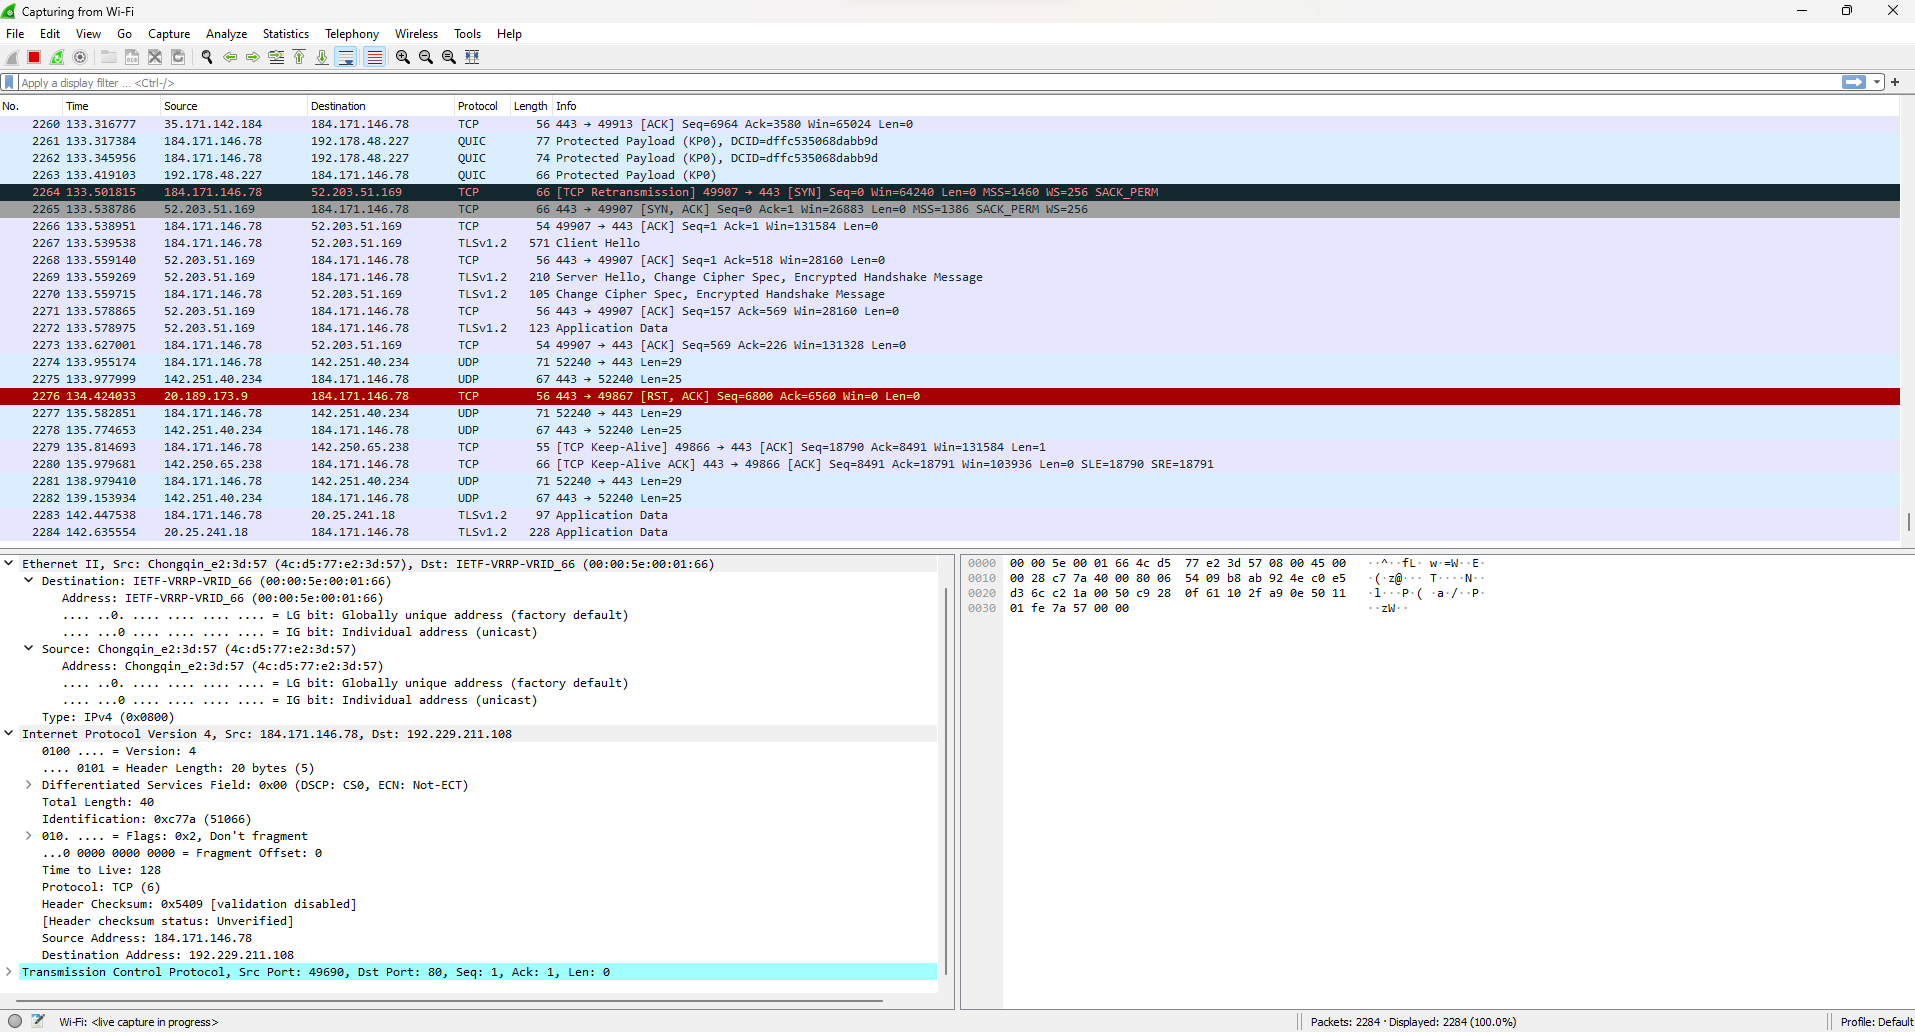 Capturing from Wi-Fi
File Edit View Go Capture Analyze Statistics Telephony Wireless Tools Help
Apply a display filter ... <Ctrl-/>
No. Time Source Destination Protocol Length Info
2260 133.316777 35.171.142.184 184.171.146.78 TCP 56 443 → 49913 [ACK] Seq=6964 Ack=3580 Win=65024 Len=0
2261 133.317384 184.171.146.78 192.178.48.227 QUIC 77 Protected Payload (KP0), DCID=dffc535068dabb9d
2262 133.345956 184.171.146.78 192.178.48.227 QUIC 74 Protected Payload (KP0), DCID=dffc535068dabb9d
2263 133.419103 192.178.48.227 184.171.146.78 QUIC 66 Protected Payload (KP0)
2264 133.501815 184.171.146.78 52.203.51.169 TCP 66 [TCP Retransmission] 49907 → 443 [SYN] Seq=0 Win=64240 Len=0 MSS=1460 WS=256 SACK_PERM
2265 133.538786 52.203.51.169 184.171.146.78 TCP 66 443 → 49907 [SYN, ACK] Seq=0 Ack=1 Win=26883 Len=0 MSS=1386 SACK_PERM WS=256
2266 133.538951 184.171.146.78 52.203.51.169 TCP 54 49907 → 443 [ACK] Seq=1 Ack=1 Win=131584 Len=0
2267 133.539538 184.171.146.78 52.203.51.169 TLSv1.2 571 Client Hello
2268 133.559140 52.203.51.169 184.171.146.78 TCP 56 443 → 49907 [ACK] Seq=1 Ack=518 Win=28160 Len=0
2269 133.559269 52.203.51.169 184.171.146.78 TLSv1.2 210 Server Hello, Change Cipher Spec, Encrypted Handshake Message
2270 133.559715 184.171.146.78 52.203.51.169 TLSv1.2 105 Change Cipher Spec, Encrypted Handshake Message
2271 133.578865 52.203.51.169 184.171.146.78 TCP 56 443 → 49907 [ACK] Seq=157 Ack=569 Win=28160 Len=0
2272 133.578975 52.203.51.169 184.171.146.78 TLSv1.2 123 Application Data
2273 133.627001 184.171.146.78 52.203.51.169 TCP 54 49907 → 443 [ACK] Seq=569 Ack=226 Win=131328 Len=0
2274 133.955174 184.171.146.78 142.251.40.234 UDP 71 52240 → 443 Len=29
2275 133.977999 142.251.40.234 184.171.146.78 UDP 67 443 → 52240 Len=25
2276 134.424033 20.189.173.9 184.171.146.78 TCP 56 443 → 49867 [RST, ACK] Seq=6800 Ack=6560 Win=0 Len=0
2277 135.582851 184.171.146.78 142.251.40.234 UDP 71 52240 → 443 Len=29
2278 135.774653 142.251.40.234 184.171.146.78 UDP 67 443 → 52240 Len=25
2279 135.814693 184.171.146.78 142.250.65.238 TCP 55 [TCP Keep-Alive] 49866 → 443 [ACK] Seq=18790 Ack=8491 Win=131584 Len=1
2280 135.979681 142.250.65.238 184.171.146.78 TCP 66 [TCP Keep-Alive ACK] 443 → 49866 [ACK] Seq=8491 Ack=18791 Win=103936 Len=0 SLE=18790 SRE=18791
2281 138.979410 184.171.146.78 142.251.40.234 UDP 71 52240 → 443 Len=29
2282 139.153934 142.251.40.234 184.171.146.78 UDP 67 443 → 52240 Len=25
2283 142.447538 184.171.146.78 20.25.241.18 TLSv1.2 97 Application Data
2284 142.635554 20.25.241.18 184.171.146.78 TLSv1.2 228 Application Data
Ethernet II, Src: Chongqin_e2:3d:57 (4c:d5:77:e2:3d:57), Dst: IETF-VRRP-VRID_66 (00:00:5e:00:01:66)
Destination: IETF-VRRP-VRID_66 (00:00:5e:00:01:66)
Address: IETF-VRRP-VRID_66 (00:00:5e:00:01:66)
.... ..0. .... .... .... .... = LG bit: Globally unique address (factory default)
.... ...0 .... .... .... .... = IG bit: Individual address (unicast)
Source: Chongqin_e2:3d:57 (4c:d5:77:e2:3d:57)
Address: Chongqin_e2:3d:57 (4c:d5:77:e2:3d:57)
.... ..0. .... .... .... .... = LG bit: Globally unique address (factory default)
.... ...0 .... .... .... .... = IG bit: Individual address (unicast)
Type: IPv4 (0x0800)
Internet Protocol Version 4, Src: 184.171.146.78, Dst: 192.229.211.108
0100 .... = Version: 4
.... 0101 = Header Length: 20 bytes (5)
Differentiated Services Field: 0x00 (DSCP: CS0, ECN: Not-ECT)
Total Length: 40
Identification: 0xc77a (51066)
010. .... = Flags: 0x2, Don't fragment
...0 0000 0000 0000 = Fragment Offset: 0
Time to Live: 128
Protocol: TCP (6)
Header Checksum: 0x5409 [validation disabled]
[Header checksum status: Unverified]
Source Address: 184.171.146.78
Destination Address: 192.229.211.108
Transmission Control Protocol, Src Port: 49690, Dst Port: 80, Seq: 1, Ack: 1, Len: 0
0000 00 00 5e 00 01 66 4c d5 77 e2 3d 57 08 00 45 00 ··^··fL· w·=W··E·
0010 00 28 c7 7a 40 00 80 06 54 09 b8 ab 92 4e c0 e5 ·(·z@··· T····N··
0020 d3 6c c2 1a 00 50 c9 28 0f 61 10 2f a9 0e 50 11 ·l···P·( ·a·/··P·
0030 01 fe 7a 57 00 00 ··zW··
Wi-Fi: <live capture in progress>
Packets: 2284 · Displayed: 2284 (100.0%)
Profile: Default